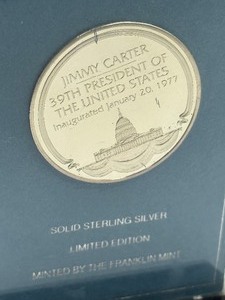 JIMMY CARTER
39TH PRESIDENT OF
THE UNITED STATES
Inaugurated January 20, 1977
SOLID STERLING SILVER
LIMITED EDITION
MINTED BY THE FRANKLIN MINT